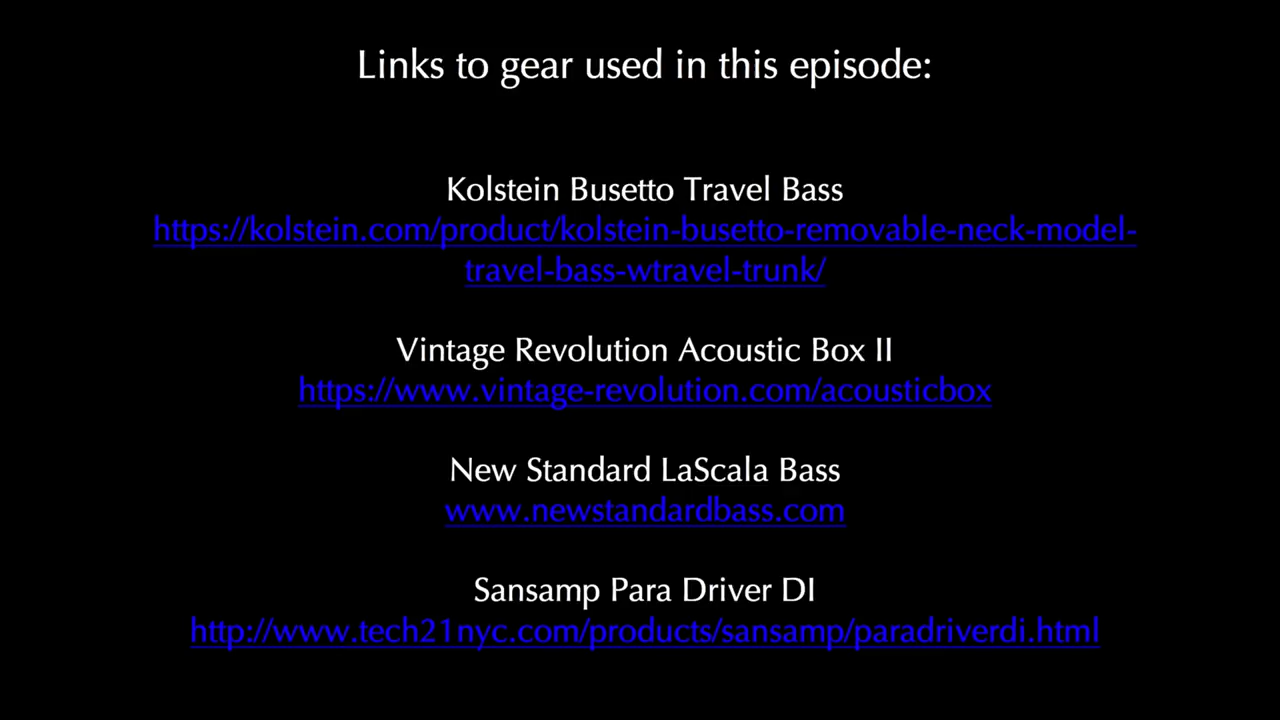 Links to gear used in this episode:
Kolstein Busetto Travel Bass
https://kolstein.com/product/kolstein-busetto-removable-neck-model-
travel-bass-wtravel-trunk/
Vintage Revolution Acoustic Box II
https://www.vintage-revolution.com/acousticbox
New Standard LaScala Bass
www.newstandardbass.com
Sansamp Para Driver DI
http://www.tech21nyc.com/products/sansamp/paradriverdi.html